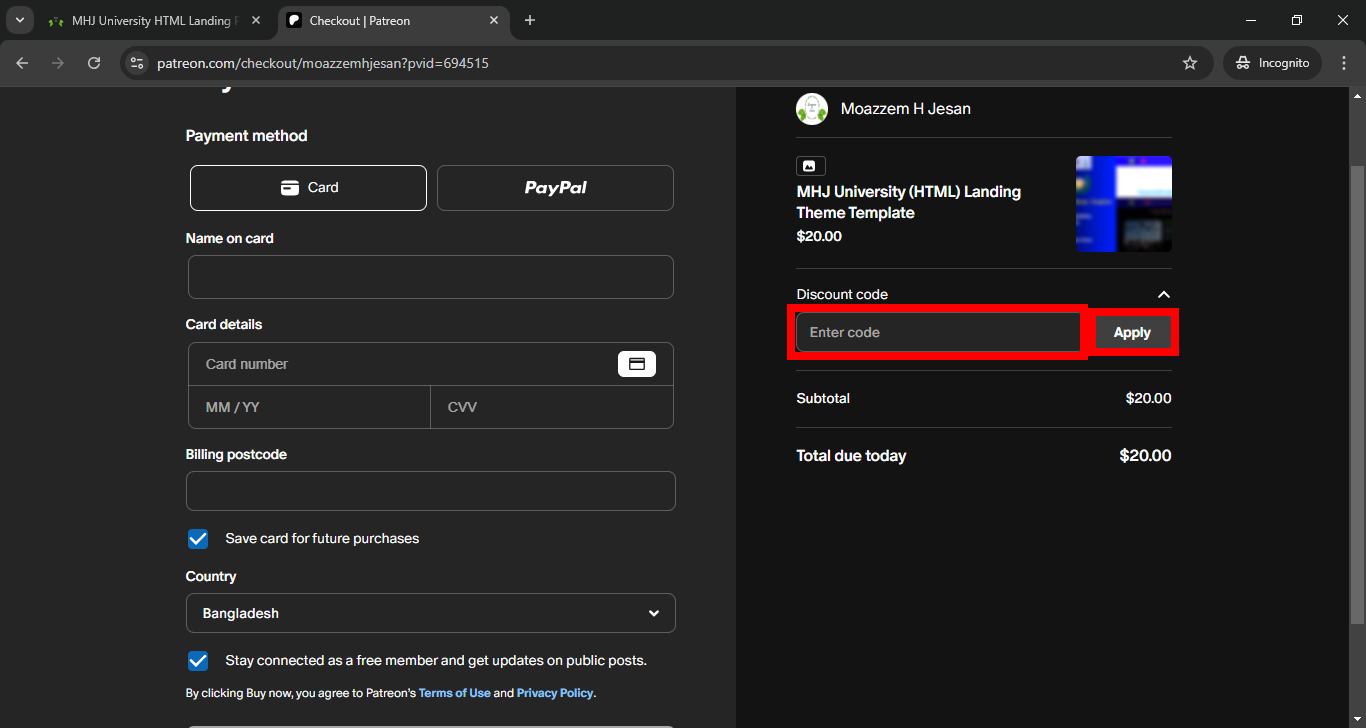 MHJ University HTML Landing
Checkout | Patreon
patreon.com/checkout/moazzemhjesan?pvid=694515
Incognito
Payment method
Card
PayPal
Name on card
Card details
Card number
MM / YY
CVV
Billing postcode
Save card for future purchases
Country
Bangladesh
Stay connected as a free member and get updates on public posts.
By clicking Buy now, you agree to Patreon's Terms of Use and Privacy Policy.
Moazzem H Jesan
MHJ University (HTML) Landing
Theme Template
$20.00
Discount code
Enter code
Apply
Subtotal
$20.00
Total due today
$20.00